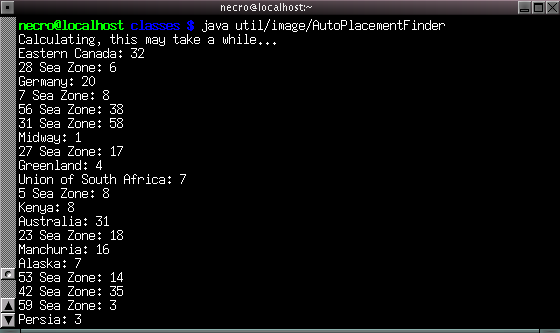 necro@localhost:~
necro@localhost classes $ java util/image/AutoPlacementFinder
Calculating, this may take a while...
Eastern Canada: 32
28 Sea Zone: 6
Germany: 20
7 Sea Zone: 8
56 Sea Zone: 38
31 Sea Zone: 58
Midway: 1
27 Sea Zone: 17
Greenland: 4
Union of South Africa: 7
5 Sea Zone: 8
Kenya: 8
Australia: 31
23 Sea Zone: 18
Manchuria: 16
Alaska: 7
53 Sea Zone: 14
42 Sea Zone: 35
59 Sea Zone: 3
Persia: 3